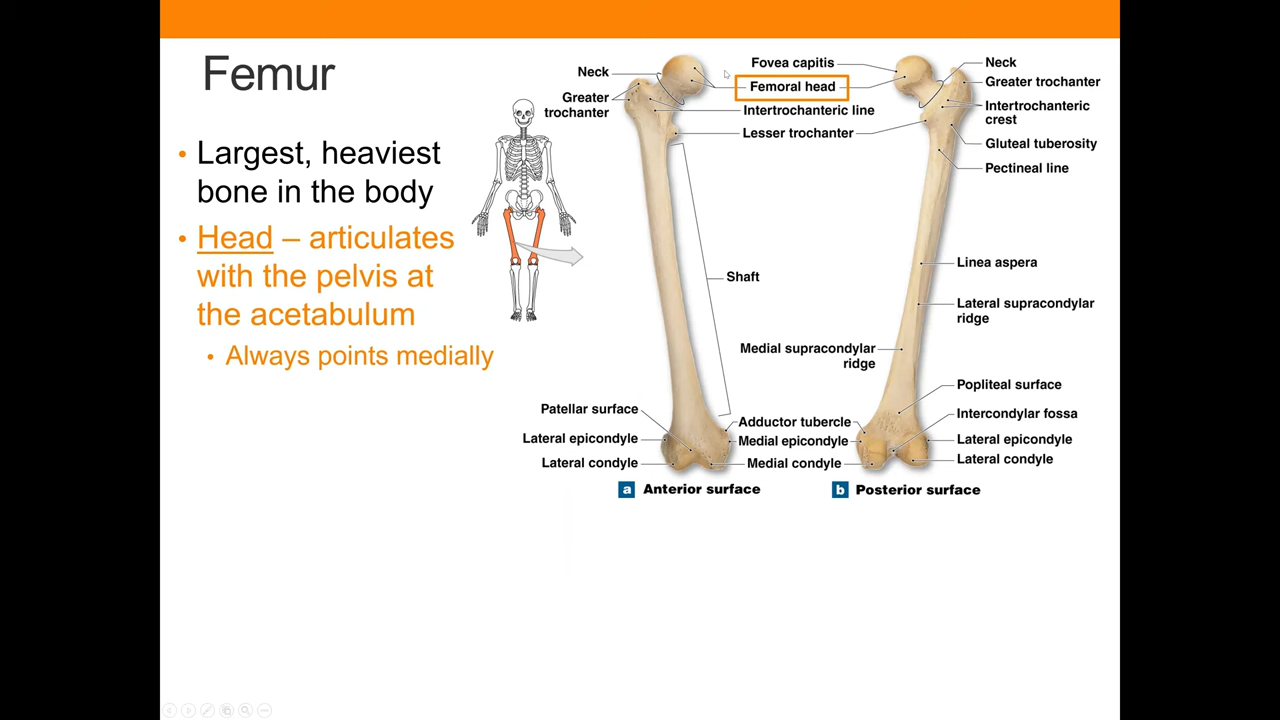 Femur
• Largest, heaviest
bone in the body
• Head – articulates
with the pelvis at
the acetabulum
• Always points medially
Neck
Greater
trochanter
Fovea capitis
Femoral head
Intertrochanteric line
Lesser trochanter
Shaft
Patellar surface
Lateral epicondyle
Lateral condyle
Adductor tubercle
Medial epicondyle
Medial condyle
a Anterior surface
Neck
Greater trochanter
Intertrochanteric
crest
Gluteal tuberosity
Pectineal line
Linea aspera
Lateral supracondylar
ridge
Medial supracondylar
ridge
Popliteal surface
Intercondylar fossa
Lateral epicondyle
Lateral condyle
b Posterior surface